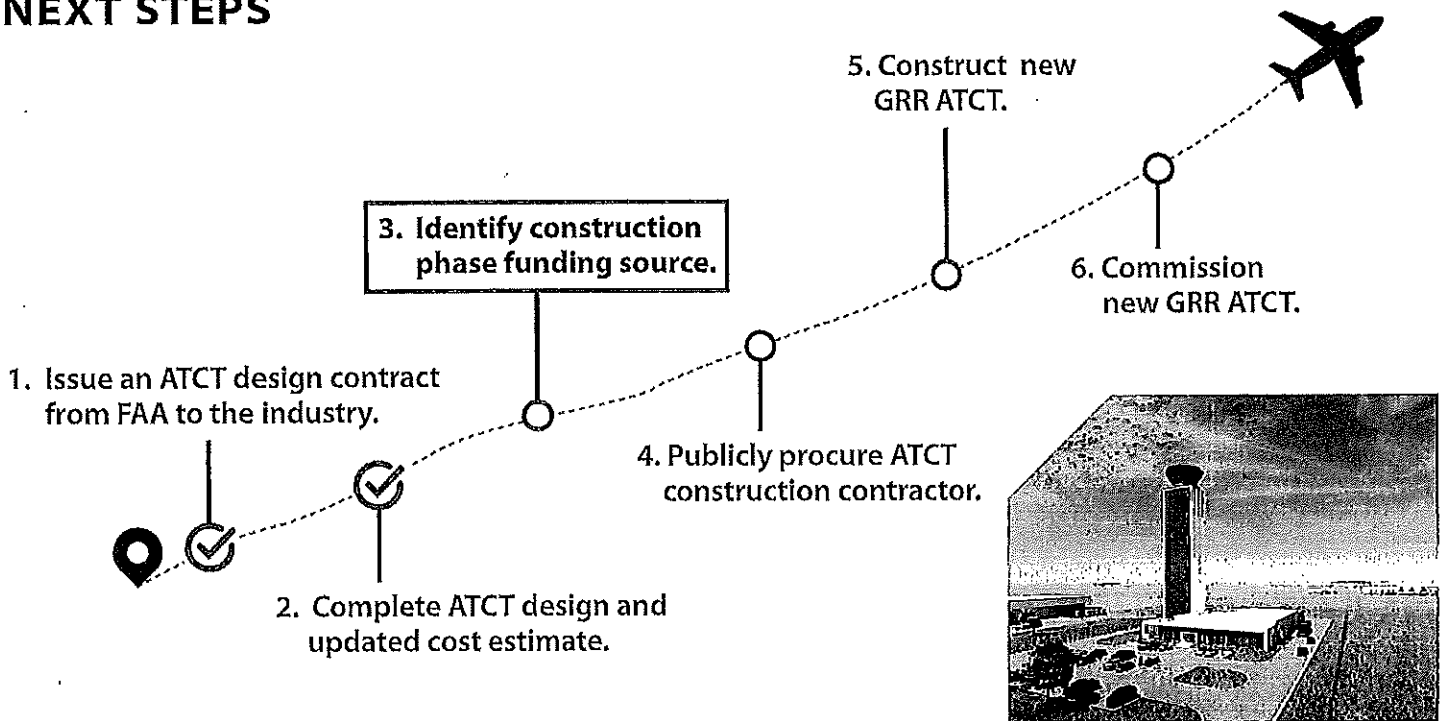 NEXT STEPS
1. Issue an ATCT design contract
from FAA to the industry.
2. Complete ATCT design and
updated cost estimate.
3. Identify construction
phase funding source.
4. Publicly procure ATCT
construction contractor.
5. Construct new
GRR ATCT.
6. Commission
new GRR ATCT.